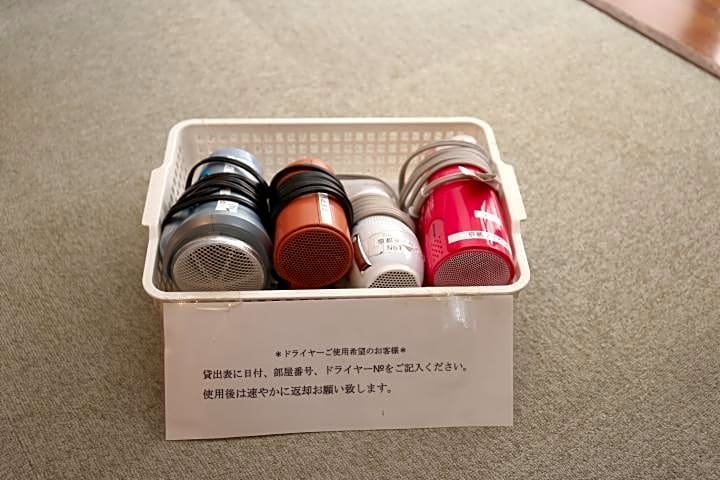 No1
＊ドライヤーご使用希望のお客様＊
貸出表に日付、部屋番号、ドライヤー№をご記入ください。
使用後は速やかに返却お願い致します。